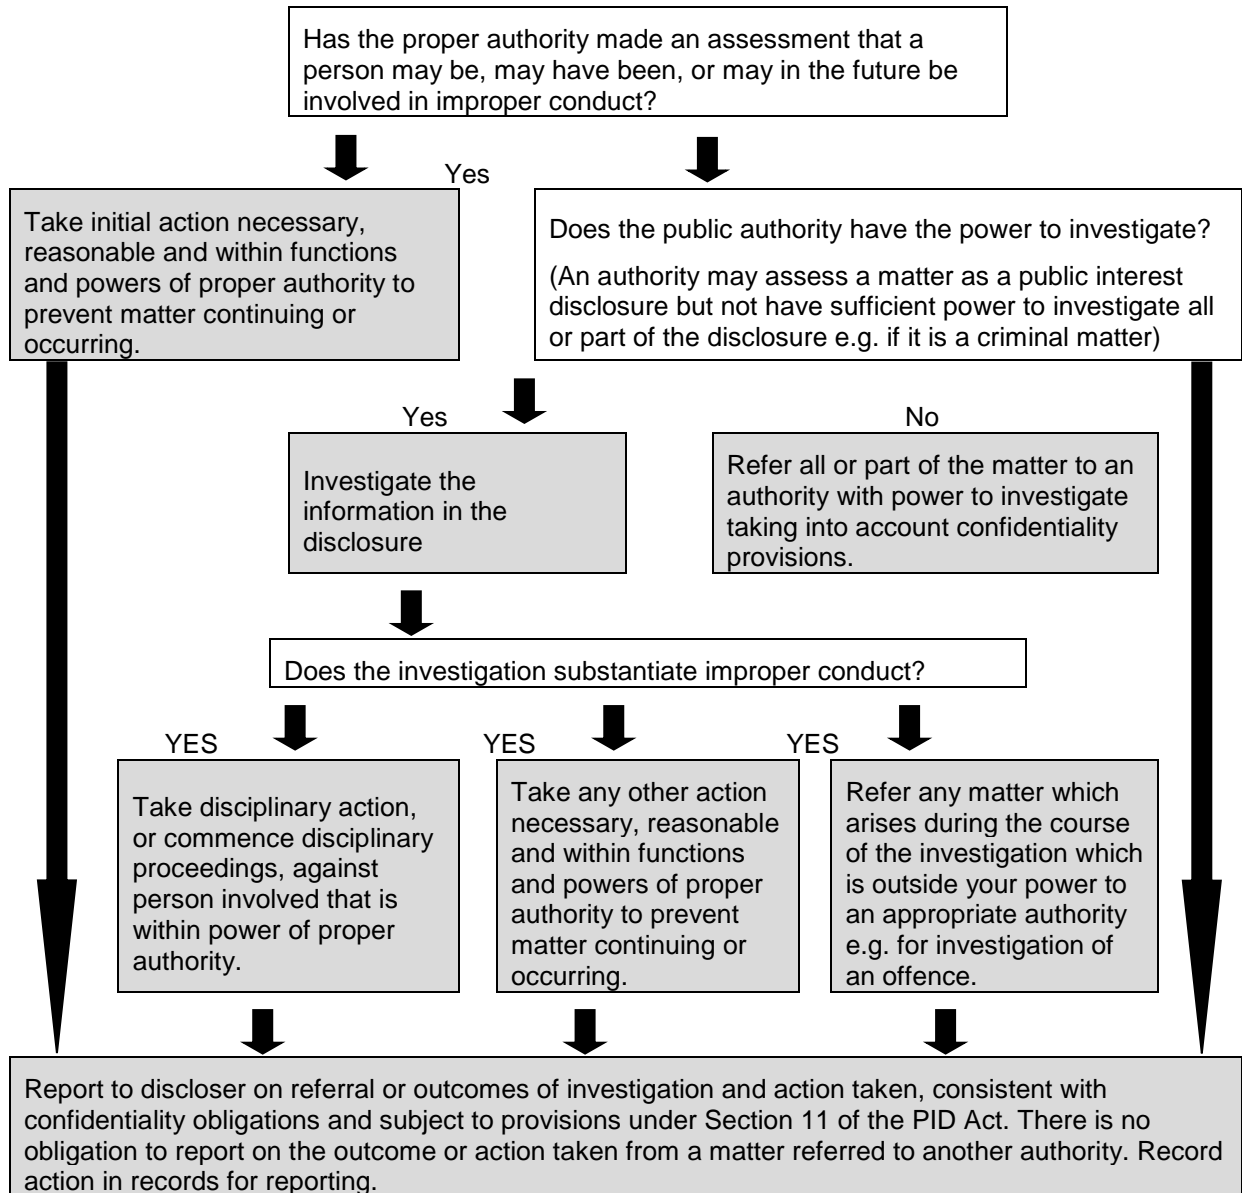 Has the proper authority made an assessment that a
person may be, may have been, or may in the future be
involved in improper conduct?
Yes
Take initial action necessary,
reasonable and within functions
and powers of proper authority to
prevent matter continuing or
occurring.
Does the public authority have the power to investigate?
(An authority may assess a matter as a public interest
disclosure but not have sufficient power to investigate all
or part of the disclosure e.g. if it is a criminal matter)
Yes
No
Investigate the
information in the
disclosure
Refer all or part of the matter to an
authority with power to investigate
taking into account confidentiality
provisions.
Does the investigation substantiate improper conduct?
YES
YES
YES
Take disciplinary action,
or commence disciplinary
proceedings, against
person involved that is
within power of proper
authority.
Take any other action
necessary, reasonable
and within functions
and powers of proper
authority to prevent
matter continuing or
occurring.
Refer any matter which
arises during the course
of the investigation which
is outside your power to
an appropriate authority
e.g. for investigation of
an offence.
Report to discloser on referral or outcomes of investigation and action taken, consistent with
confidentiality obligations and subject to provisions under Section 11 of the PID Act. There is no
obligation to report on the outcome or action taken from a matter referred to another authority. Record
action in records for reporting.